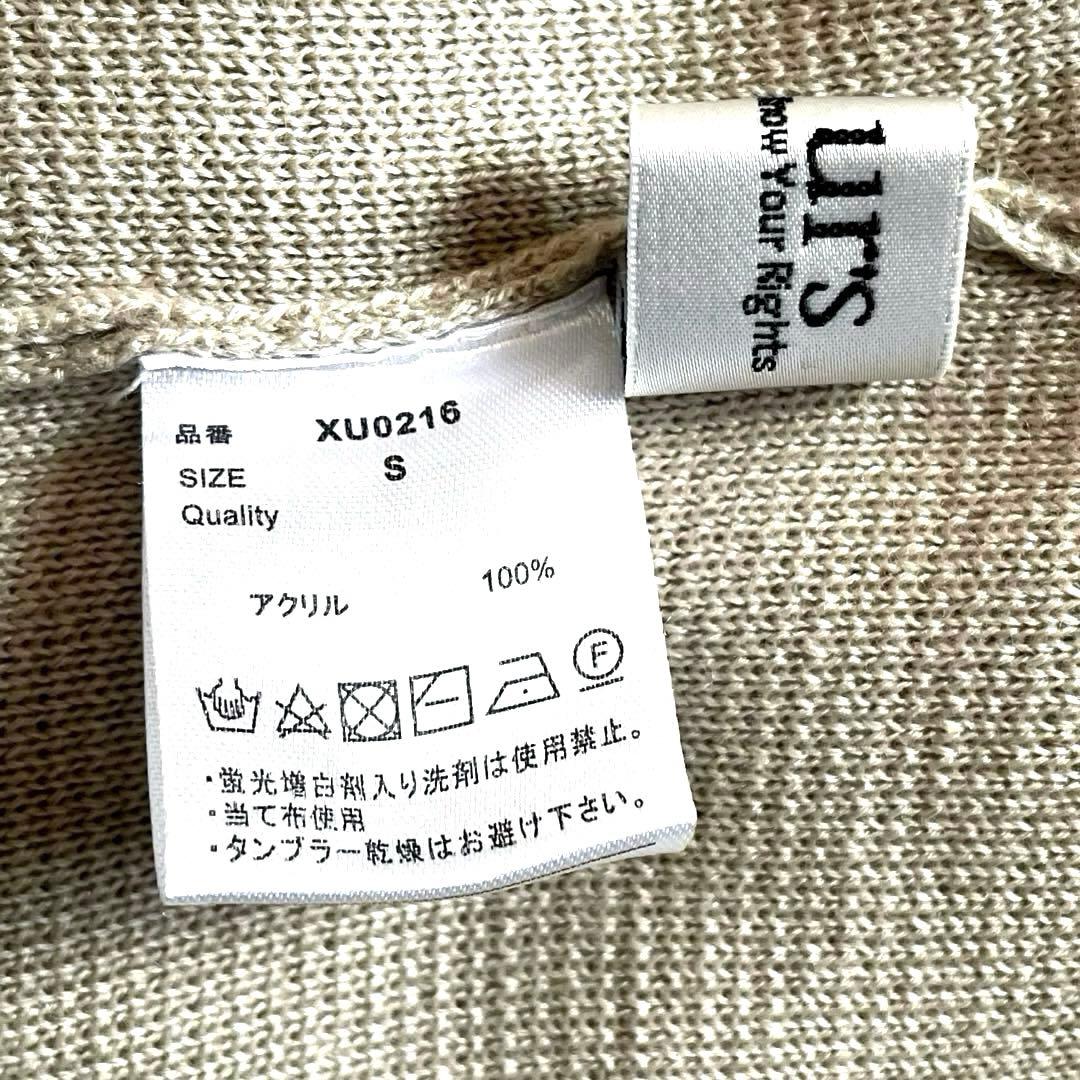 urs
now Your Rights
品番 XU0216
SIZE S
Quality
アクリル 100%
F
・蛍光増白剤入り洗剤は使用禁止。
・当て布使用
・タンブラー乾燥はお避け下さい。